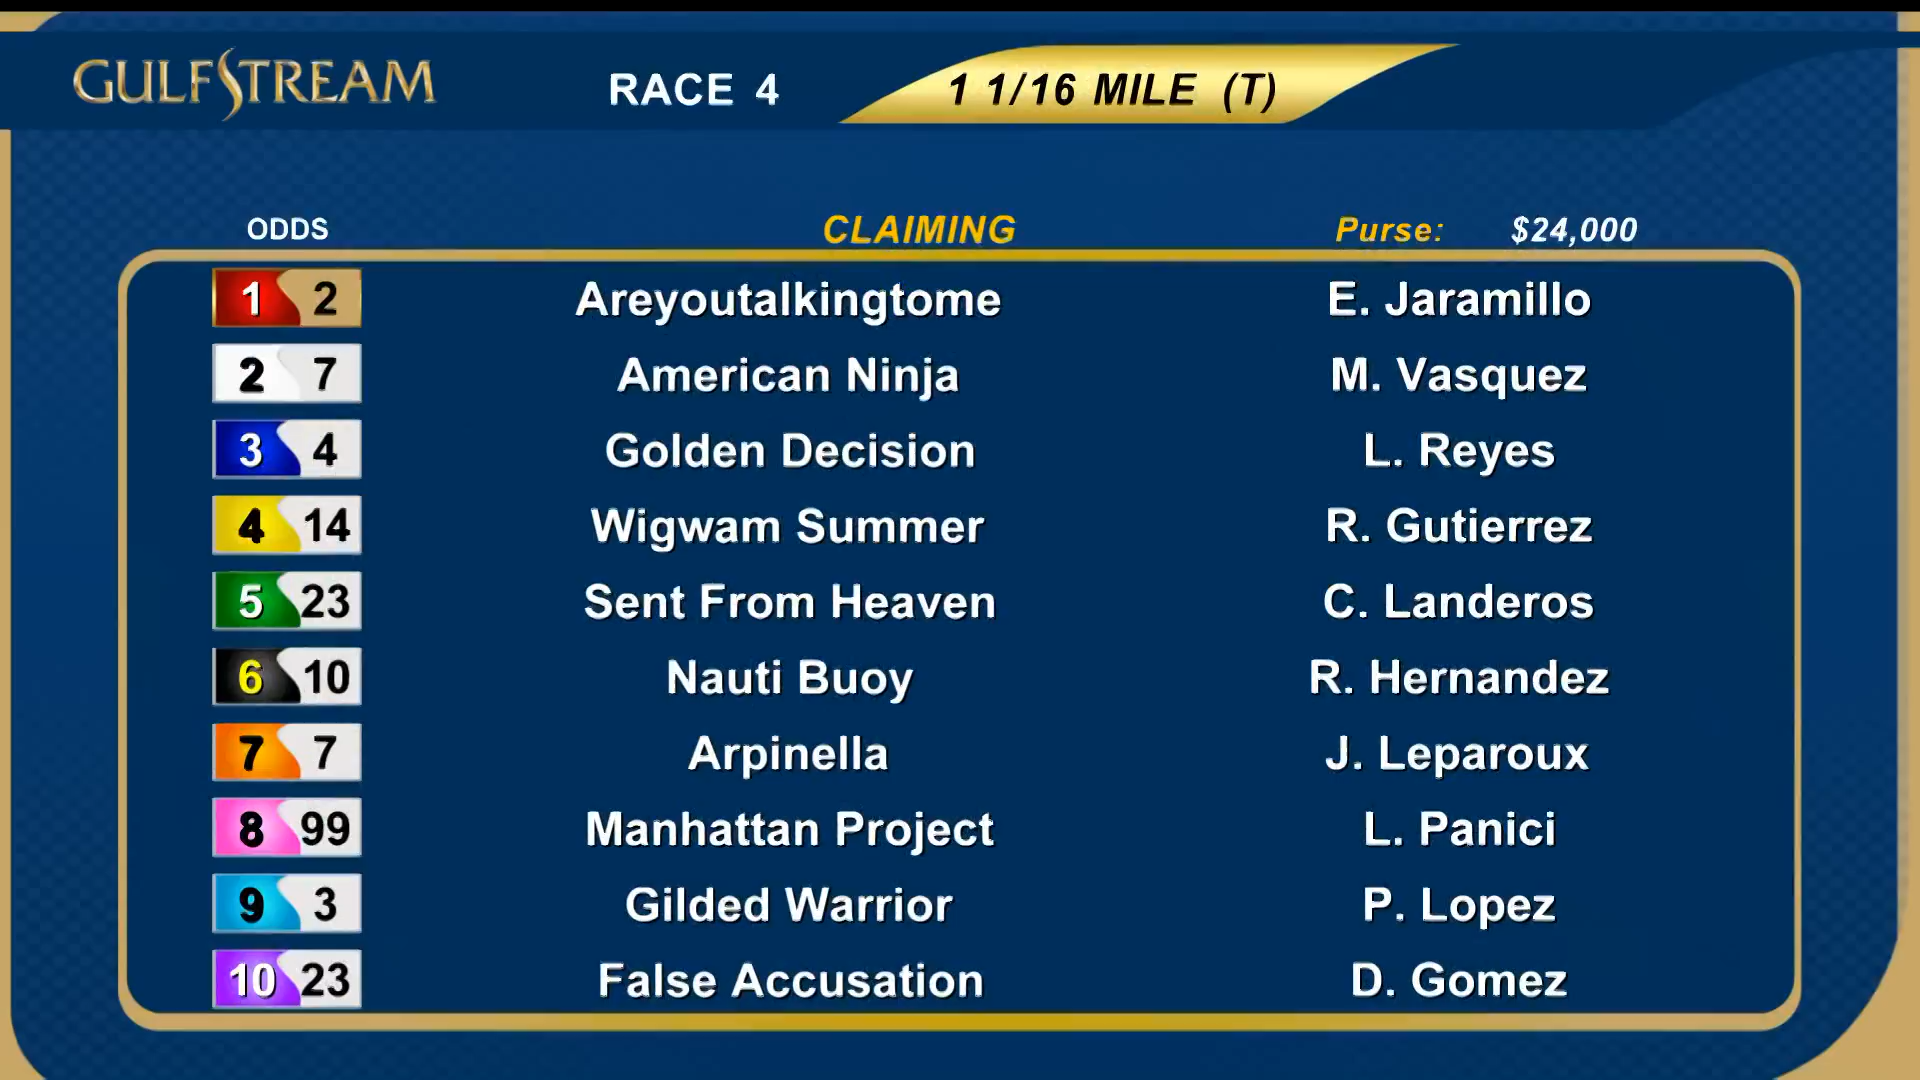 GULFSTREAM RACE 4 1 1/16 MILE (T)
ODDS CLAIMING Purse: $24,000
1 2 Areyoutalkingtome E. Jaramillo
2 7 American Ninja M. Vasquez
3 4 Golden Decision L. Reyes
4 14 Wigwam Summer R. Gutierrez
5 23 Sent From Heaven C. Landeros
6 10 Nauti Buoy R. Hernandez
7 7 Arpinella J. Leparoux
8 99 Manhattan Project L. Panici
9 3 Gilded Warrior P. Lopez
10 23 False Accusation D. Gomez